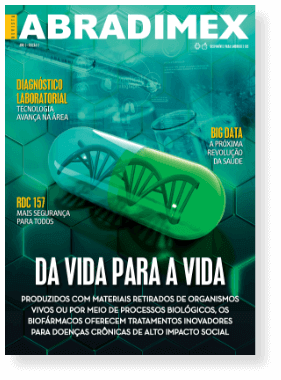 REVISTA
ABRADIMEX
DIAGNÓSTICO
LABORATORIAL
TECNOLOGIA
AVANÇA NA ÁREA
BIG DATA
A PRÓXIMA
REVOLUÇÃO
DA SAÚDE
RDC 157
MAIS SEGURANÇA
PARA TODOS
DA VIDA PARA A VIDA
PRODUZIDOS COM MATERIAIS RETIRADOS DE ORGANISMOS
VIVOS OU POR MEIO DE PROCESSOS BIOLÓGICOS, OS
BIOFÁRMACOS OFERECEM TRATAMENTOS INOVADORES
PARA DOENÇAS CRÔNICAS DE ALTO IMPACTO SOCIAL